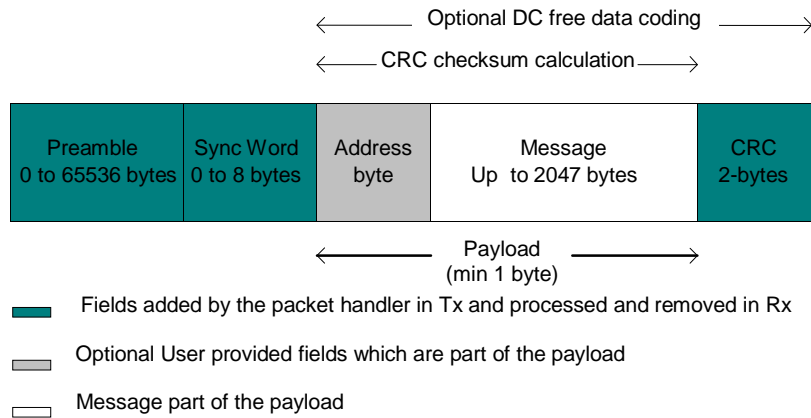 Optional DC free data coding
CRC checksum calculation
Preamble
0 to 65536 bytes
Sync Word
0 to 8 bytes
Address
byte
Message
Up to 2047 bytes
CRC
2-bytes
Payload
(min 1 byte)
Fields added by the packet handler in Tx and processed and removed in Rx
Optional User provided fields which are part of the payload
Message part of the payload